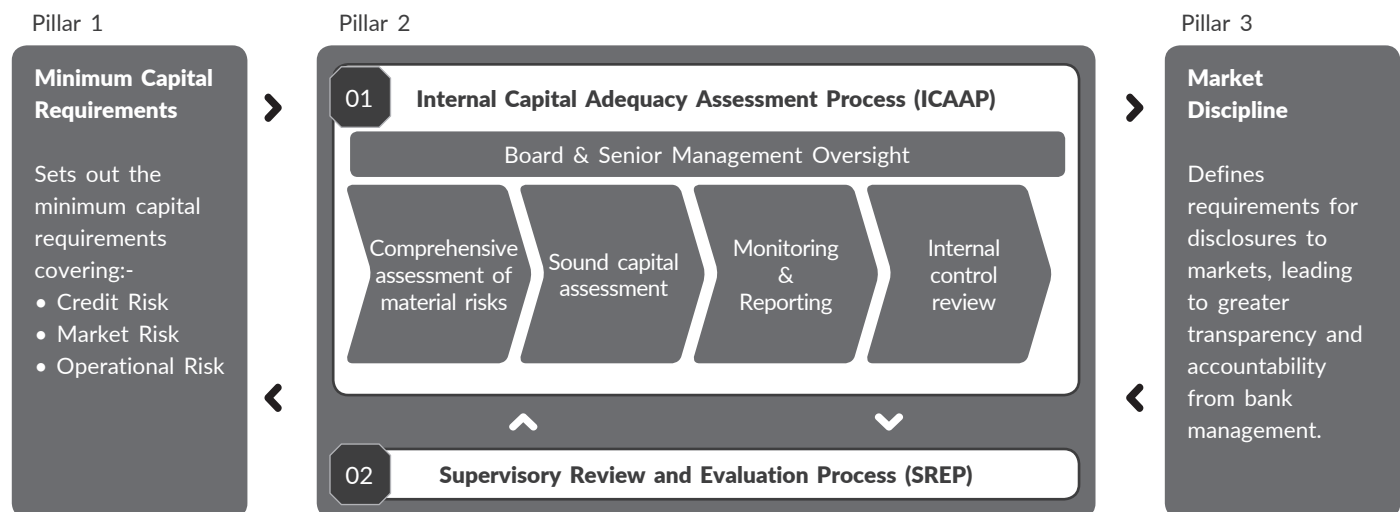 Pillar 1
Minimum Capital
Requirements
Sets out the
minimum capital
requirements
covering:-
• Credit Risk
• Market Risk
• Operational Risk
Pillar 2
01
Internal Capital Adequacy Assessment Process (ICAAP)
Board & Senior Management Oversight
Comprehensive
assessment of
material risks
Sound capital
assessment
Monitoring
&
Reporting
Internal
control
review
02
Supervisory Review and Evaluation Process (SREP)
Pillar 3
Market
Discipline
Defines
requirements for
disclosures to
markets, leading
to greater
transparency and
accountability
from bank
management.